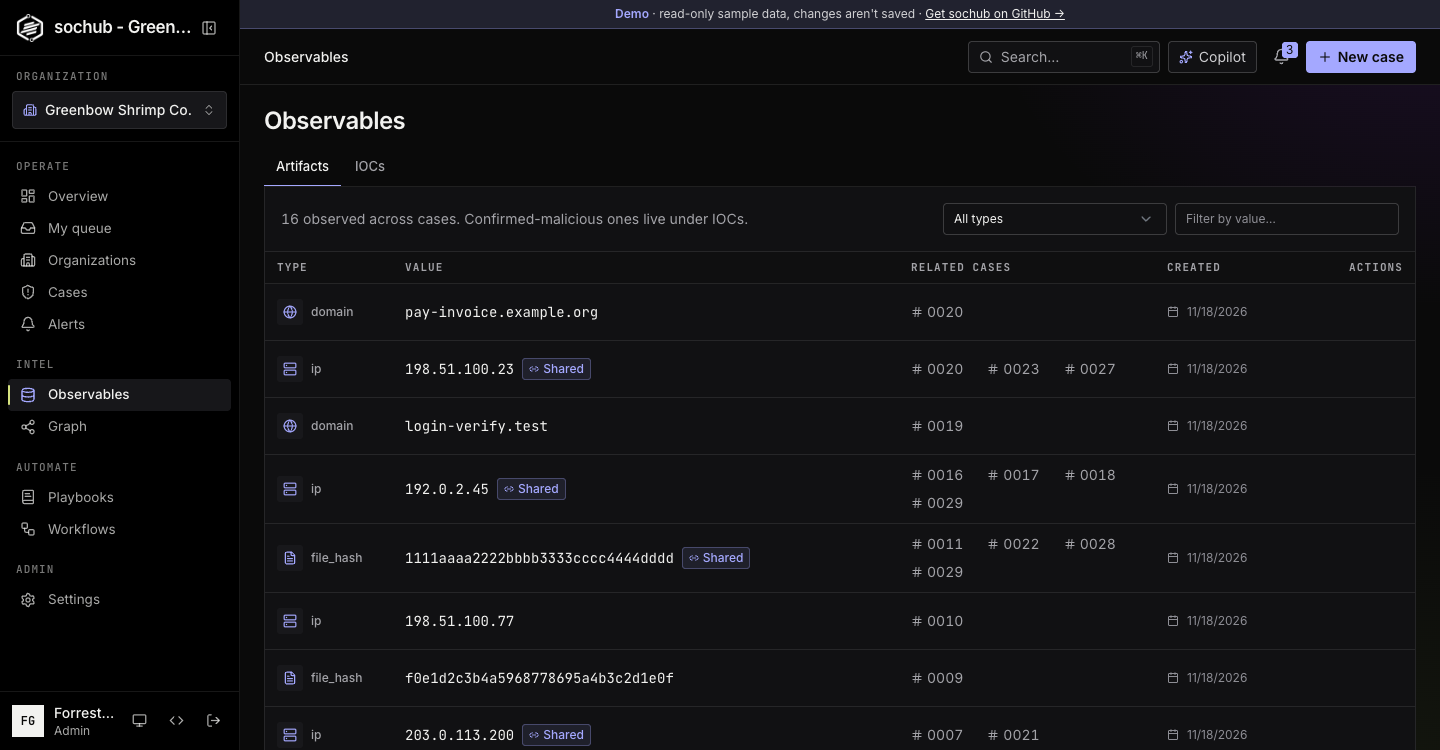 sochub - Green...
Demo · read-only sample data, changes aren't saved · Get sochub on GitHub →
Observables
Search...
⌘K
Copilot
3
+ New case
ORGANIZATION
Greenbow Shrimp Co.
OPERATE
Overview
My queue
Organizations
Cases
Alerts
INTEL
Observables
Graph
AUTOMATE
Playbooks
Workflows
ADMIN
Settings
FG
Forrest...
Admin
Observables
Artifacts IOCs
16 observed across cases. Confirmed-malicious ones live under IOCs.
All types
Filter by value...
TYPE VALUE RELATED CASES CREATED ACTIONS
domain pay-invoice.example.org # 0020 11/18/2026
ip 198.51.100.23 Shared # 0020 # 0023 # 0027 11/18/2026
domain login-verify.test # 0019 11/18/2026
ip 192.0.2.45 Shared # 0016 # 0017 # 0018 11/18/2026
# 0029
file_hash 1111aaaa2222bbbb3333cccc4444dddd Shared # 0011 # 0022 # 0028 11/18/2026
# 0029
ip 198.51.100.77 # 0010 11/18/2026
file_hash f0e1d2c3b4a5968778695a4b3c2d1e0f # 0009 11/18/2026
ip 203.0.113.200 Shared # 0007 # 0021 11/18/2026